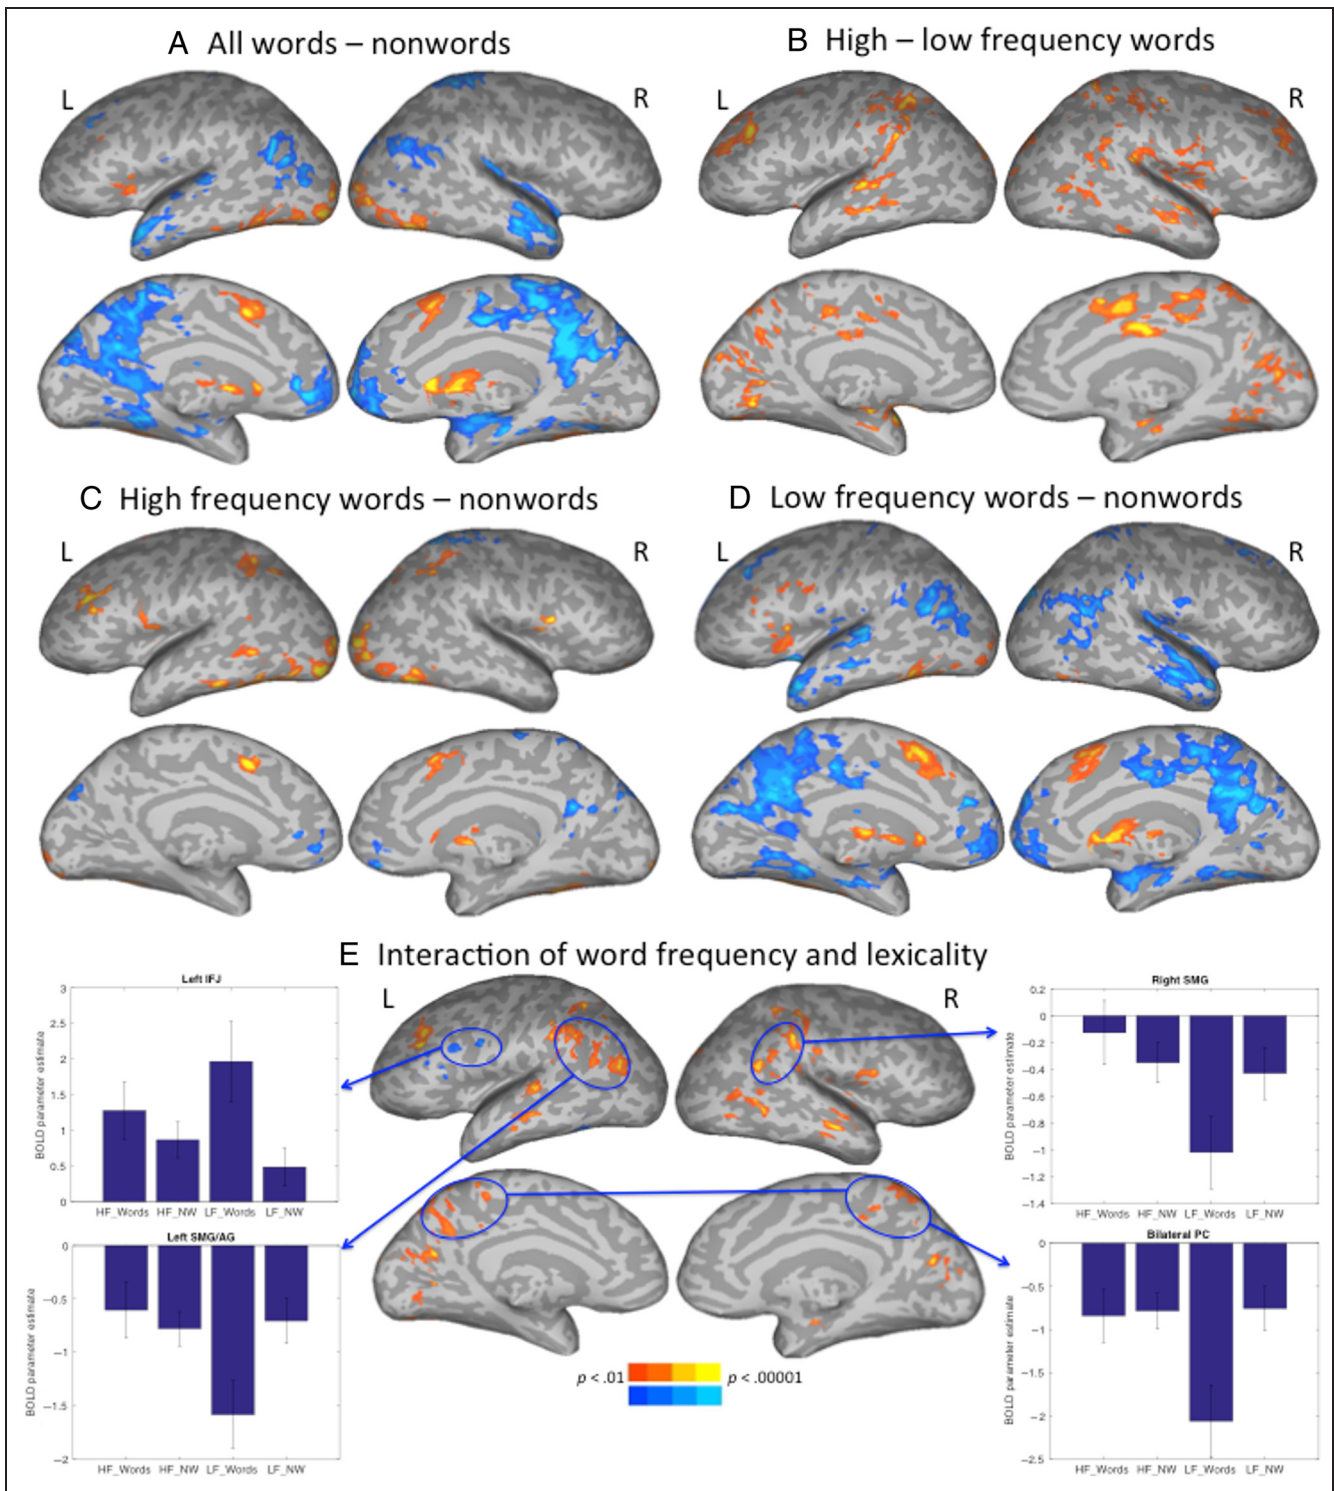 A All words – nonwords
B High – low frequency words
L
R
L
R
C High frequency words – nonwords
D Low frequency words – nonwords
L
R
L
R
E Interaction of word frequency and lexicality
L
R
Left IFJ
BOLD parameter estimate
3
2.5
2
1.5
1
0.5
0
HF_Words HF_NW LF_Words LF_NW
Right SMG
BOLD parameter estimate
0.2
0
−0.2
−0.4
−0.6
−0.8
−1
−1.2
−1.4
HF_Words HF_NW LF_Words LF_NW
Left SMG/AG
BOLD parameter estimate
0
−0.5
−1
−1.5
−2
HF_Words HF_NW LF_Words LF_NW
Bilateral PC
BOLD parameter estimate
0
−0.5
−1
−1.5
−2
−2.5
HF_Words HF_NW LF_Words LF_NW
p < .01
p < .00001